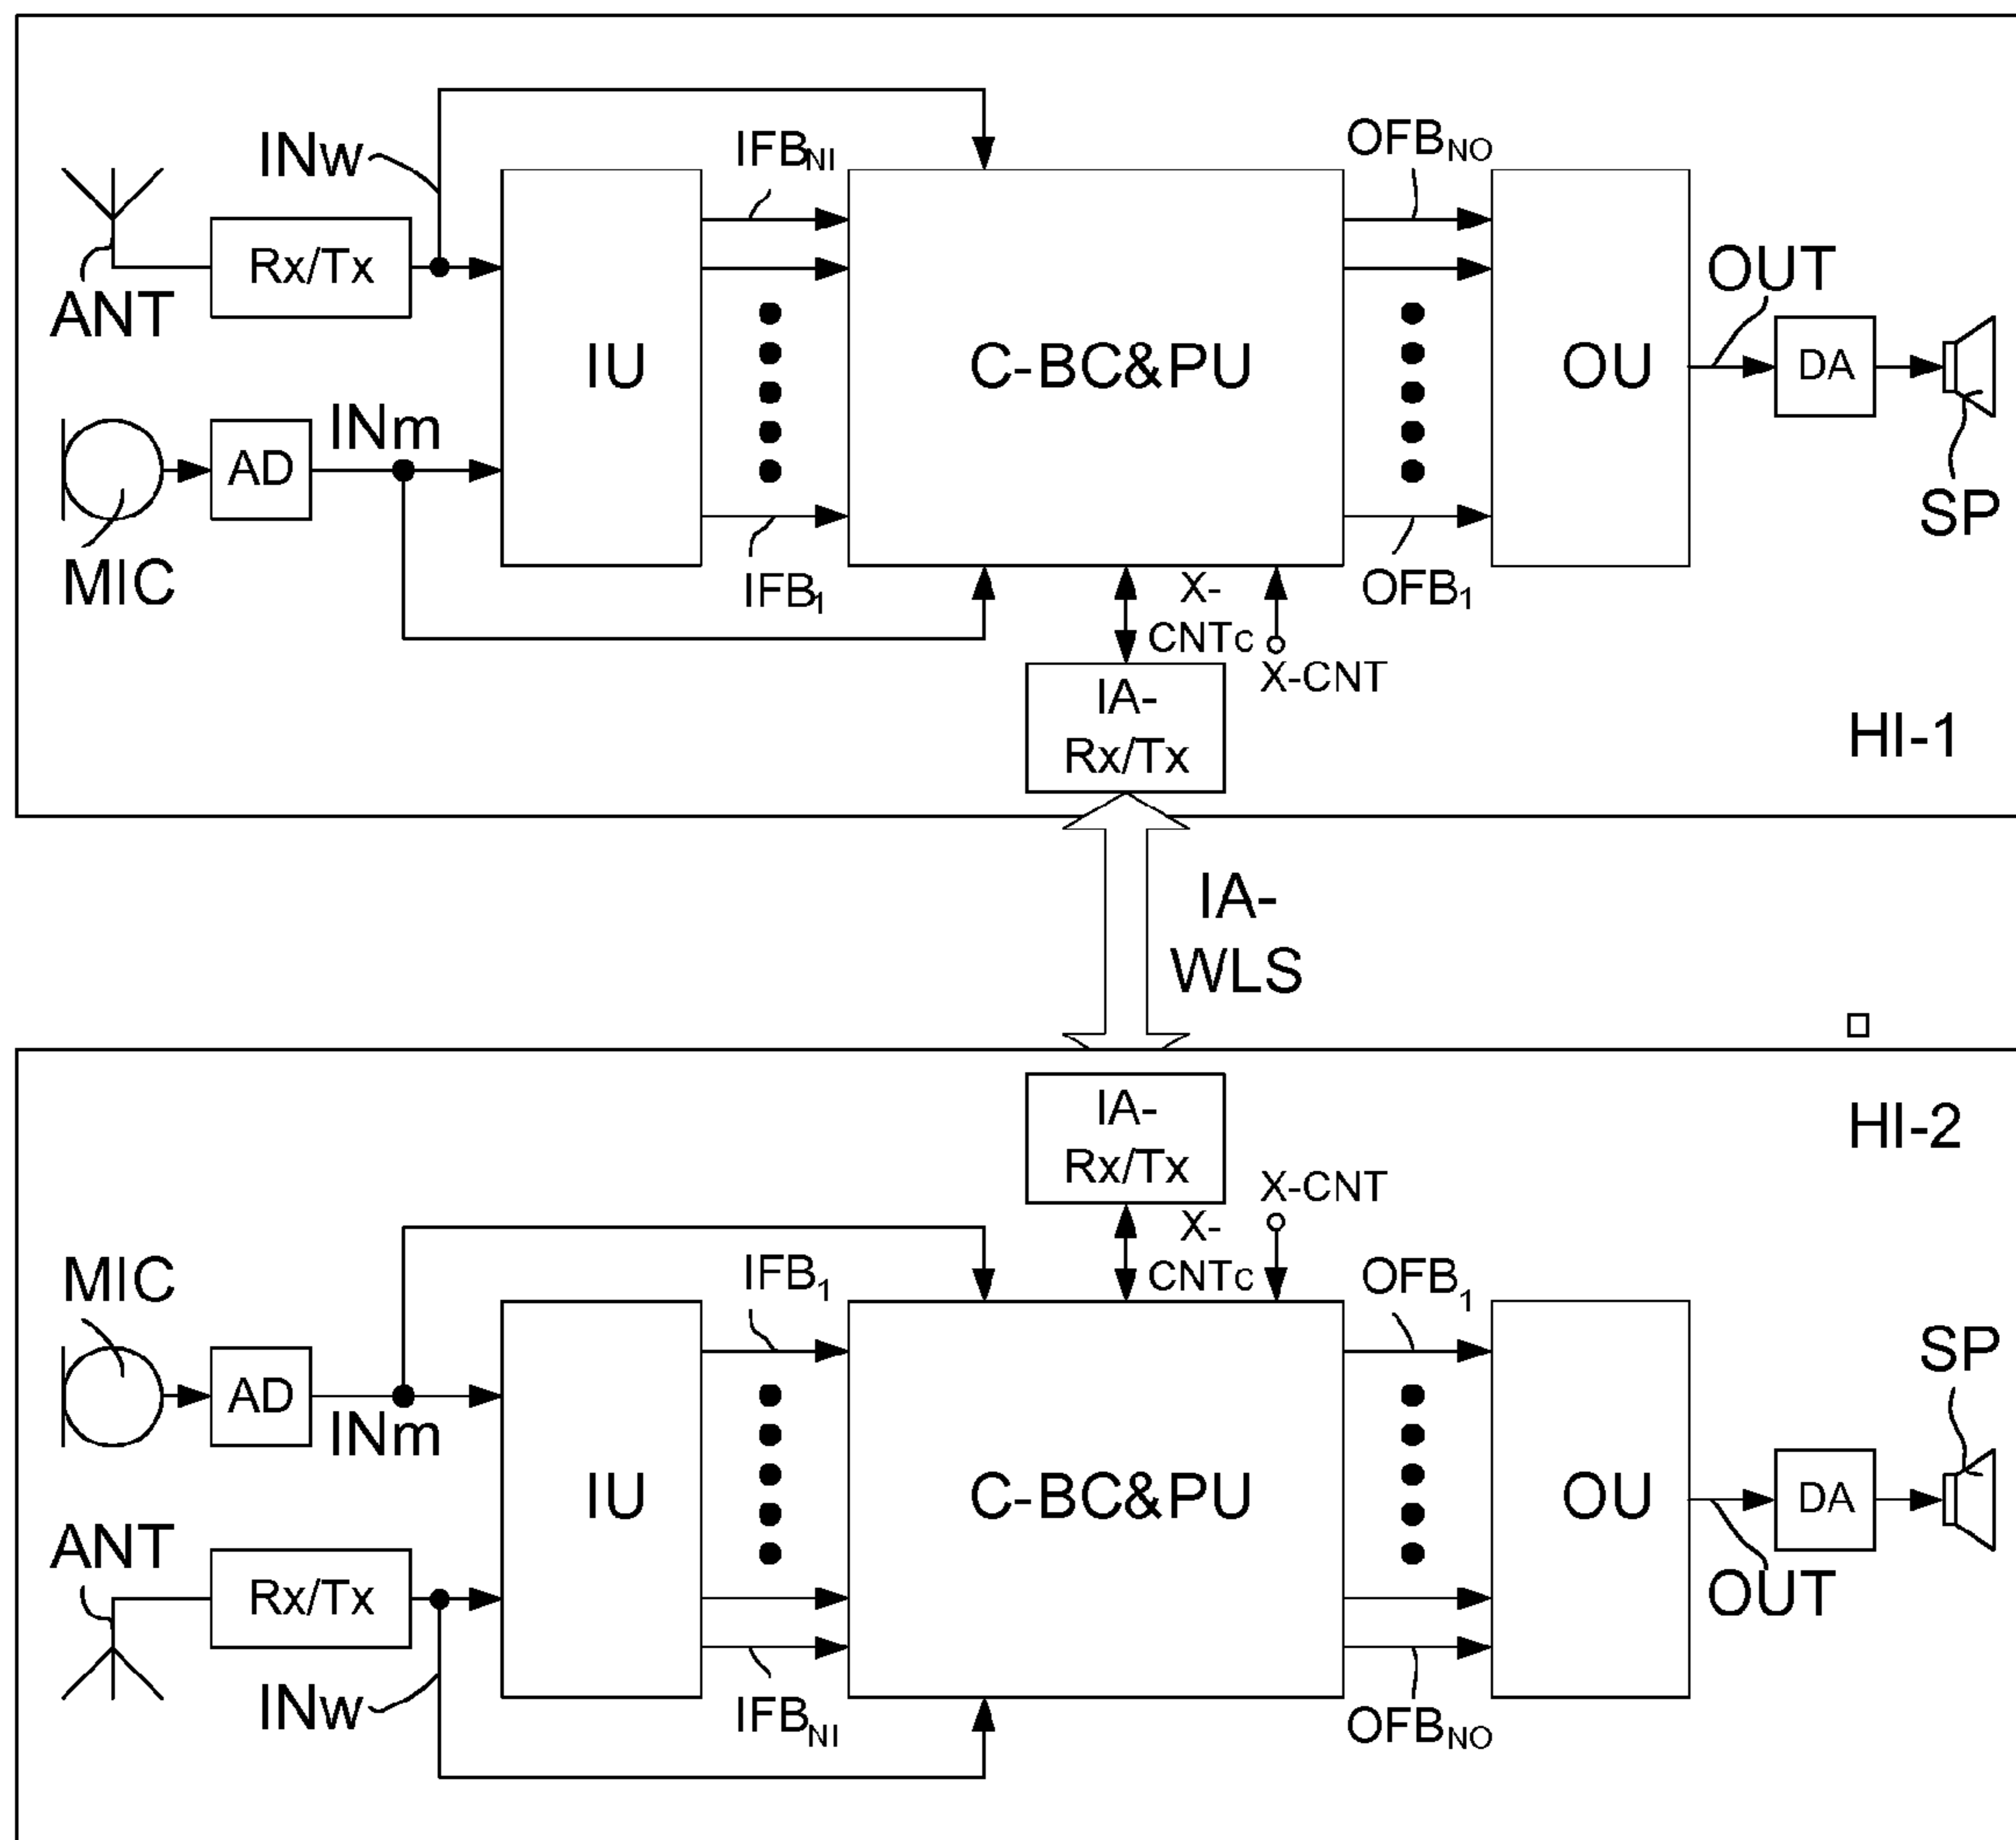 INw
IFBNI
OFBNO
Rx/Tx
OUT
ANT
IU
C-BC&PU
OU
DA
INm
AD
SP
MIC
IFB1
X-
CNTC
OFB1
X-CNT
IA-
Rx/Tx
HI-1
IA-
WLS
HI-2
IA-
Rx/Tx
X-CNT
X-
CNTC
MIC
IFB1
OFB1
SP
AD
INm
IU
C-BC&PU
OU
DA
ANT
Rx/Tx
OUT
INw
IFBNI
OFBNO